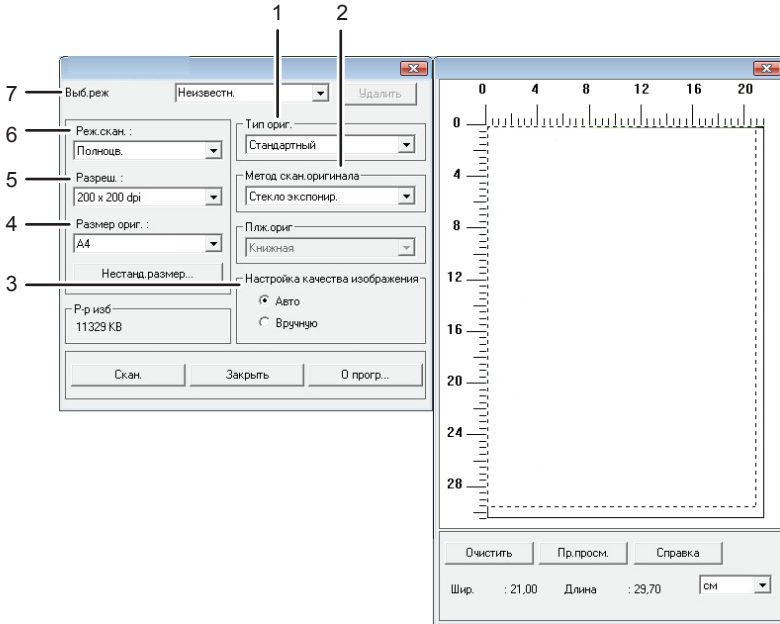 1 2
7 Выб.реж Неизвестн. Удалить
6 Реж.скан. :
Полноцв.
5 Разреш. :
200 x 200 dpi
4 Размер ориг. :
A4
Нестанд.размер...
Р-р изб
11329 KB
Тип ориг.
Стандартный
Метод скан.оригинала
Стекло экспонир.
Плж.ориг
Книжная
3 Настройка качества изображения
Авто
Вручную
Скан. Закрыть О прогр...
0 4 8 12 16 20
0
4
8
12
16
20
24
28
Очистить Пр.просм. Справка
Шир. : 21,00 Длина : 29,70 см